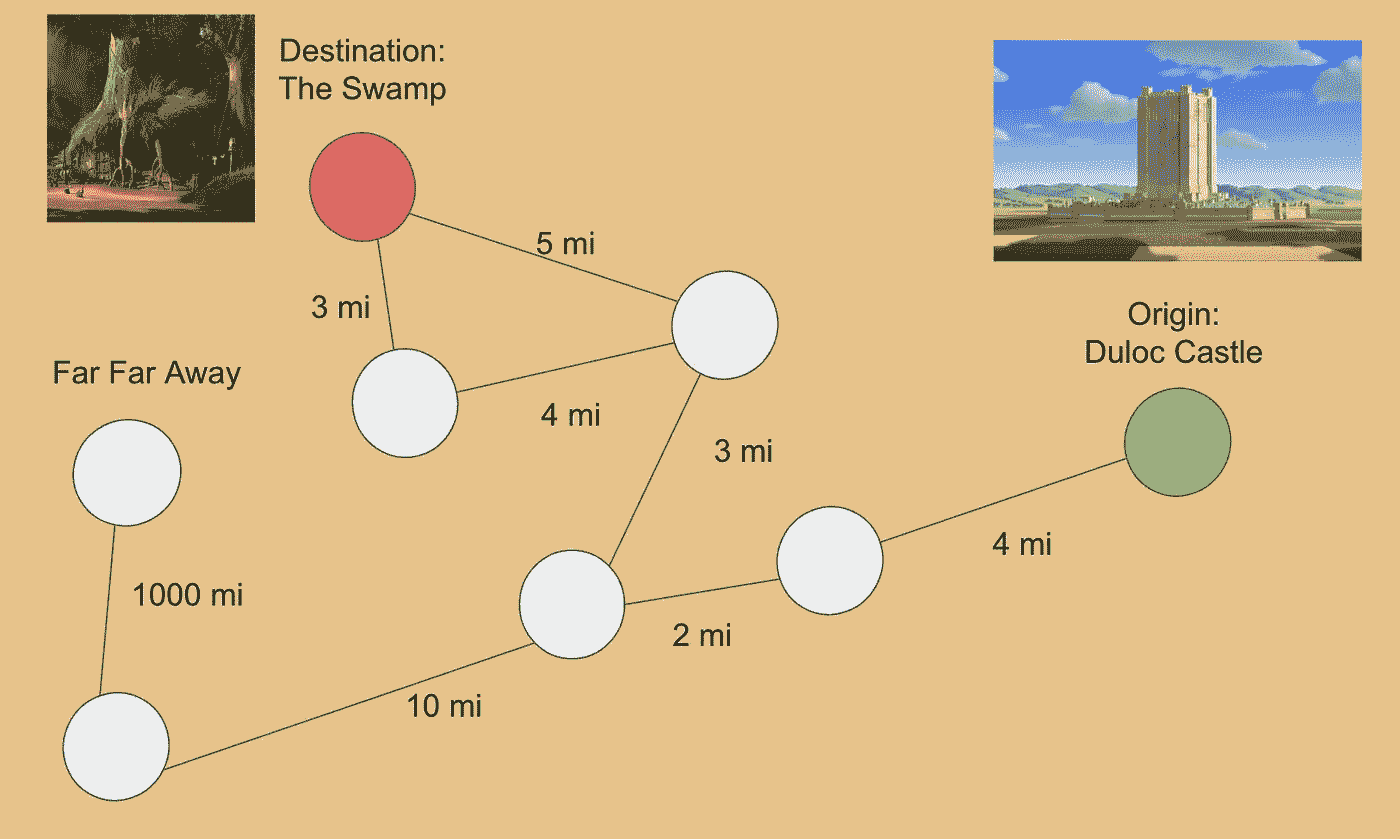 Destination:
The Swamp
5 mi
3 mi
Origin:
Duloc Castle
Far Far Away
4 mi
3 mi
4 mi
1000 mi
2 mi
10 mi